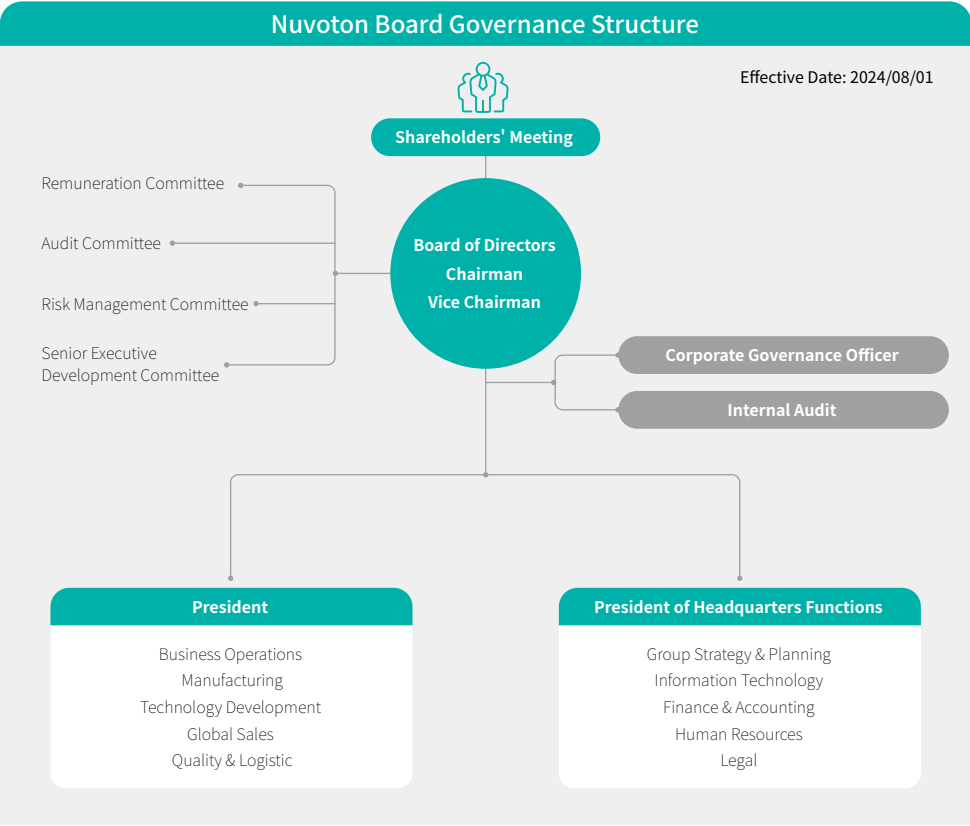 Nuvoton Board Governance Structure
Effective Date: 2024/08/01
Shareholders' Meeting
Remuneration Committee
Audit Committee
Risk Management Committee
Senior Executive
Development Committee
Board of Directors
Chairman
Vice Chairman
Corporate Governance Officer
Internal Audit
President
Business Operations
Manufacturing
Technology Development
Global Sales
Quality & Logistic
President of Headquarters Functions
Group Strategy & Planning
Information Technology
Finance & Accounting
Human Resources
Legal